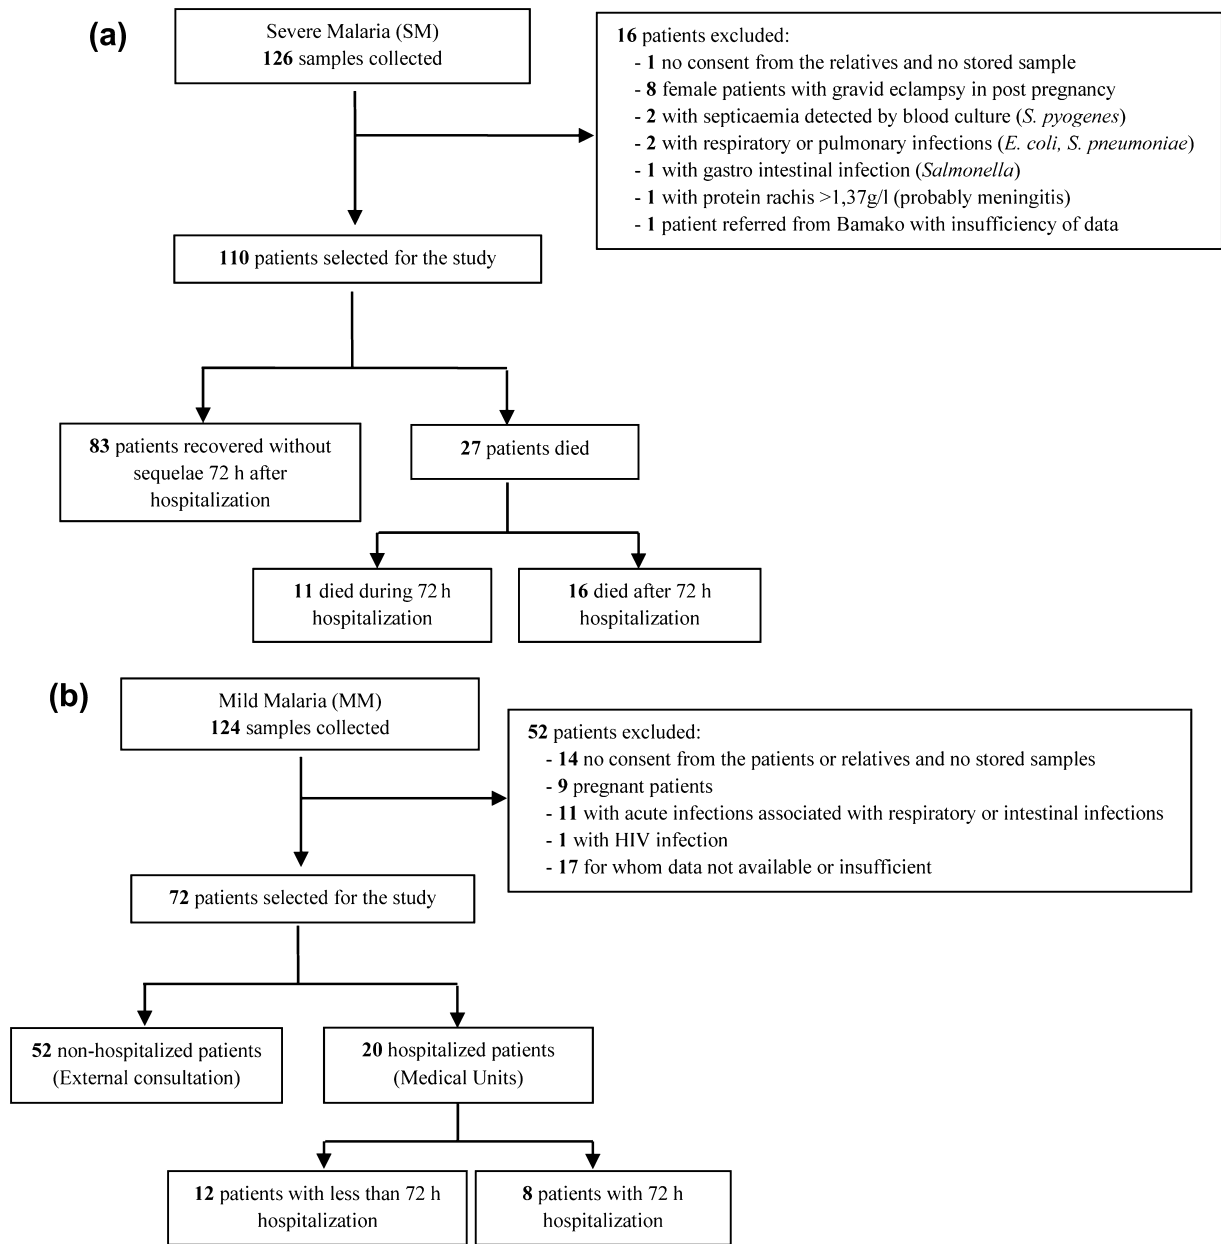 (a)
Severe Malaria (SM)
126 samples collected
16 patients excluded:
- 1 no consent from the relatives and no stored sample
- 8 female patients with gravid eclampsy in post pregnancy
- 2 with septicaemia detected by blood culture (S. pyogenes)
- 2 with respiratory or pulmonary infections (E. coli, S. pneumoniae)
- 1 with gastro intestinal infection (Salmonella)
- 1 with protein rachis >1,37g/l (probably meningitis)
- 1 patient referred from Bamako with insufficiency of data
110 patients selected for the study
83 patients recovered without
sequelae 72 h after
hospitalization
27 patients died
11 died during 72 h
hospitalization
16 died after 72 h
hospitalization
(b)
Mild Malaria (MM)
124 samples collected
52 patients excluded:
- 14 no consent from the patients or relatives and no stored samples
- 9 pregnant patients
- 11 with acute infections associated with respiratory or intestinal infections
- 1 with HIV infection
- 17 for whom data not available or insufficient
72 patients selected for the study
52 non-hospitalized patients
(External consultation)
20 hospitalized patients
(Medical Units)
12 patients with less than 72 h
hospitalization
8 patients with 72 h
hospitalization